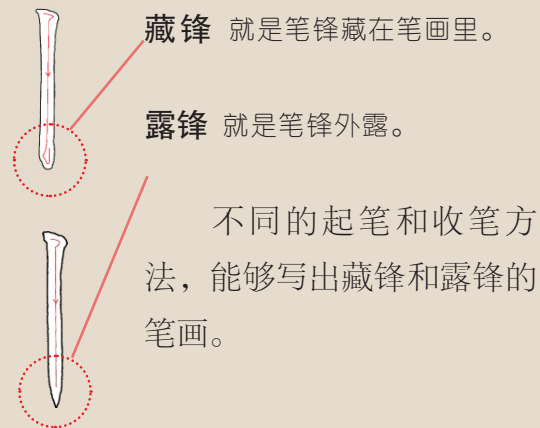 藏锋 就是笔锋藏在笔画里。
露锋 就是笔锋外露。
不同的起笔和收笔方
法，能够写出藏锋和露锋的
笔画。